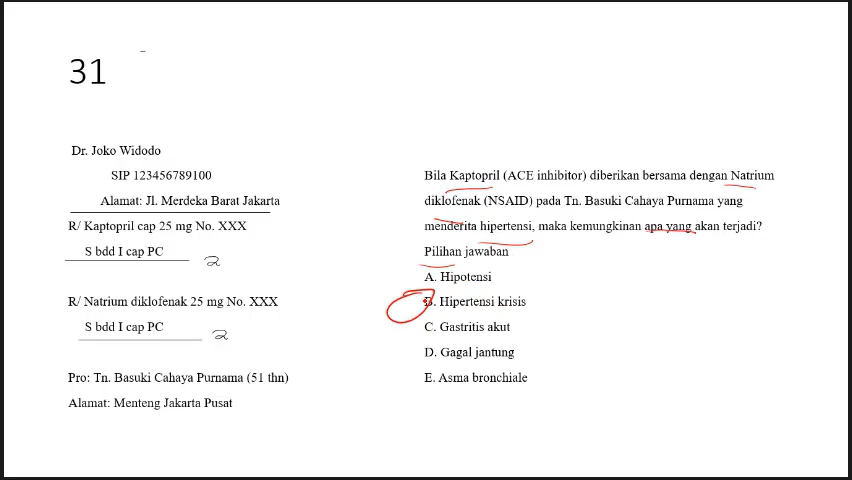 31
Dr. Joko Widodo
SIP 123456789100
Alamat: Jl. Merdeka Barat Jakarta
R/ Kaptopril cap 25 mg No. XXX
S bdd I cap PC
2
R/ Natrium diklofenak 25 mg No. XXX
S bdd I cap PC
2
Pro: Tn. Basuki Cahaya Purnama (51 thn)
Alamat: Menteng Jakarta Pusat
Bila Kaptopril (ACE inhibitor) diberikan bersama dengan Natrium
diklofenak (NSAID) pada Tn. Basuki Cahaya Purnama yang
menderita hipertensi, maka kemungkinan apa yang akan terjadi?
Pilihan jawaban
A. Hipotensi
B. Hipertensi krisis
C. Gastritis akut
D. Gagal jantung
E. Asma bronchiale